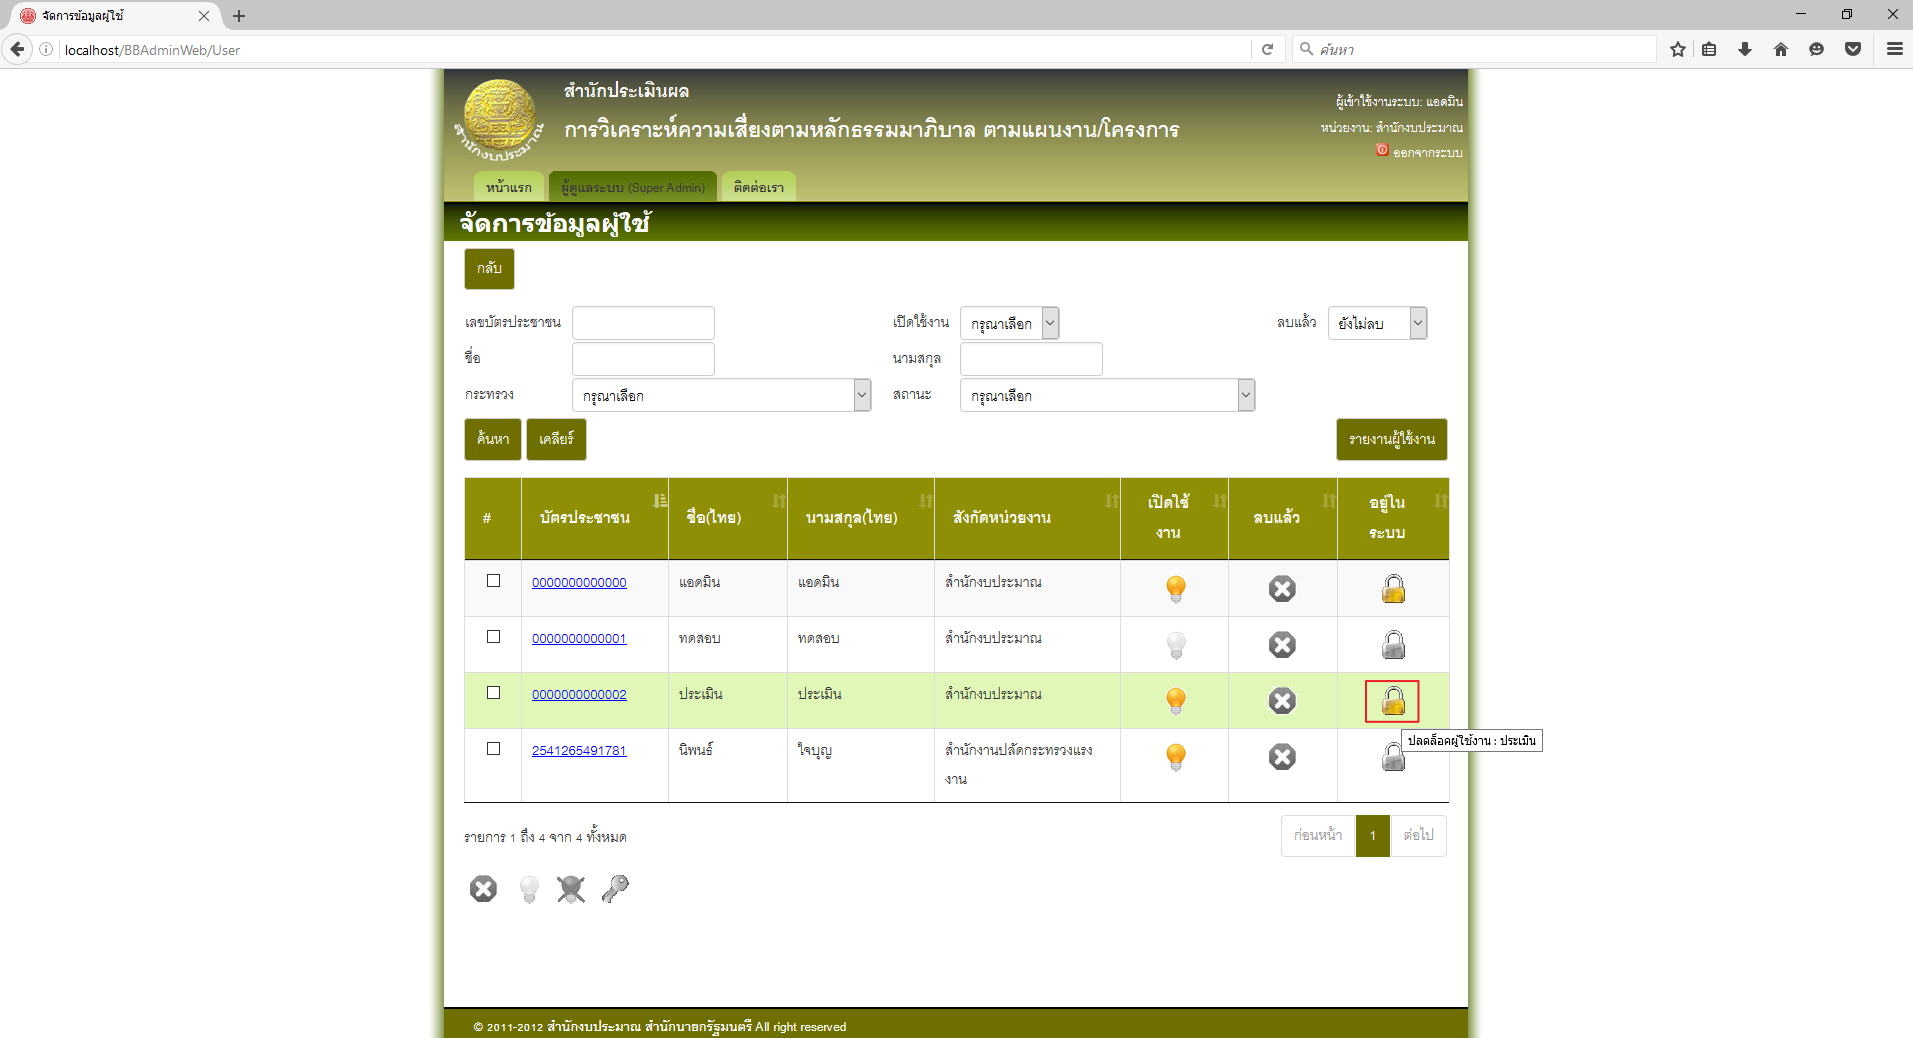 จัดการข้อมูลผู้ใช้
localhost/BBAdminWeb/User
ค้นหา
สำนักงบประมาณ
สำนักประเมินผล
การวิเคราะห์ความเสี่ยงตามหลักธรรมมาภิบาล ตามแผนงาน/โครงการ
ผู้เข้าใช้งานระบบ: แอดมิน
หน่วยงาน: สำนักงบประมาณ
ออกจากระบบ
หน้าแรก ผู้ดูแลระบบ (Super Admin) ติดต่อเรา
จัดการข้อมูลผู้ใช้
กลับ
เลขบัตรประชาชน เปิดใช้งาน กรุณาเลือก ลบแล้ว ยังไม่ลบ
ชื่อ นามสกุล
กระทรวง กรุณาเลือก สถานะ กรุณาเลือก
ค้นหา เคลียร์ รายงานผู้ใช้งาน
# บัตรประชาชน ชื่อ(ไทย) นามสกุล(ไทย) สังกัดหน่วยงาน เปิดใช้งาน ลบแล้ว อยู่ในระบบ
0000000000000 แอดมิน แอดมิน สำนักงบประมาณ
0000000000001 ทดสอบ ทดสอบ สำนักงบประมาณ
0000000000002 ประเมิน ประเมิน สำนักงบประมาณ
ปลดล็อคผู้ใช้งาน : ประเมิน
2541265491781 นิพนธ์ ใจบุญ สำนักงานปลัดกระทรวงแรงงาน
รายการ 1 ถึง 4 จาก 4 ทั้งหมด
ก่อนหน้า 1 ต่อไป
© 2011-2012 สำนักงบประมาณ สำนักนายกรัฐมนตรี All right reserved